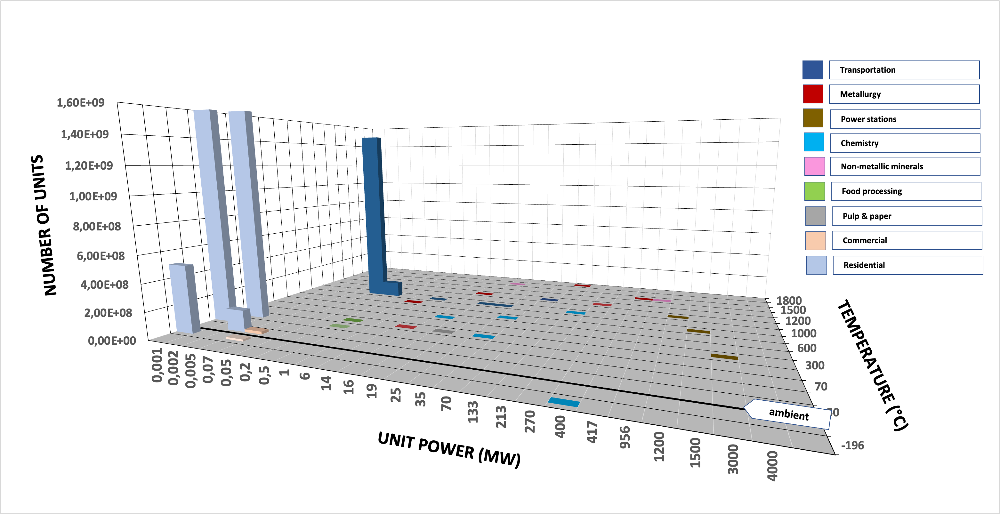 1,60E+09
1,40E+09
1,20E+09
1,00E+09
8,00E+08
6,00E+08
4,00E+08
2,00E+08
0,00E+00
NUMBER OF UNITS
0,001
0,002
0,005
0,07
0,05
0,2
0,5
1
6
14
16
19
25
35
70
133
213
270
400
417
956
1200
1500
3000
4000
UNIT POWER (MW)
1800
1500
1200
1000
600
300
70
-196
TEMPERATURE (°C)
ambient
Transportation
Metallurgy
Power stations
Chemistry
Non-metallic minerals
Food processing
Pulp & paper
Commercial
Residential